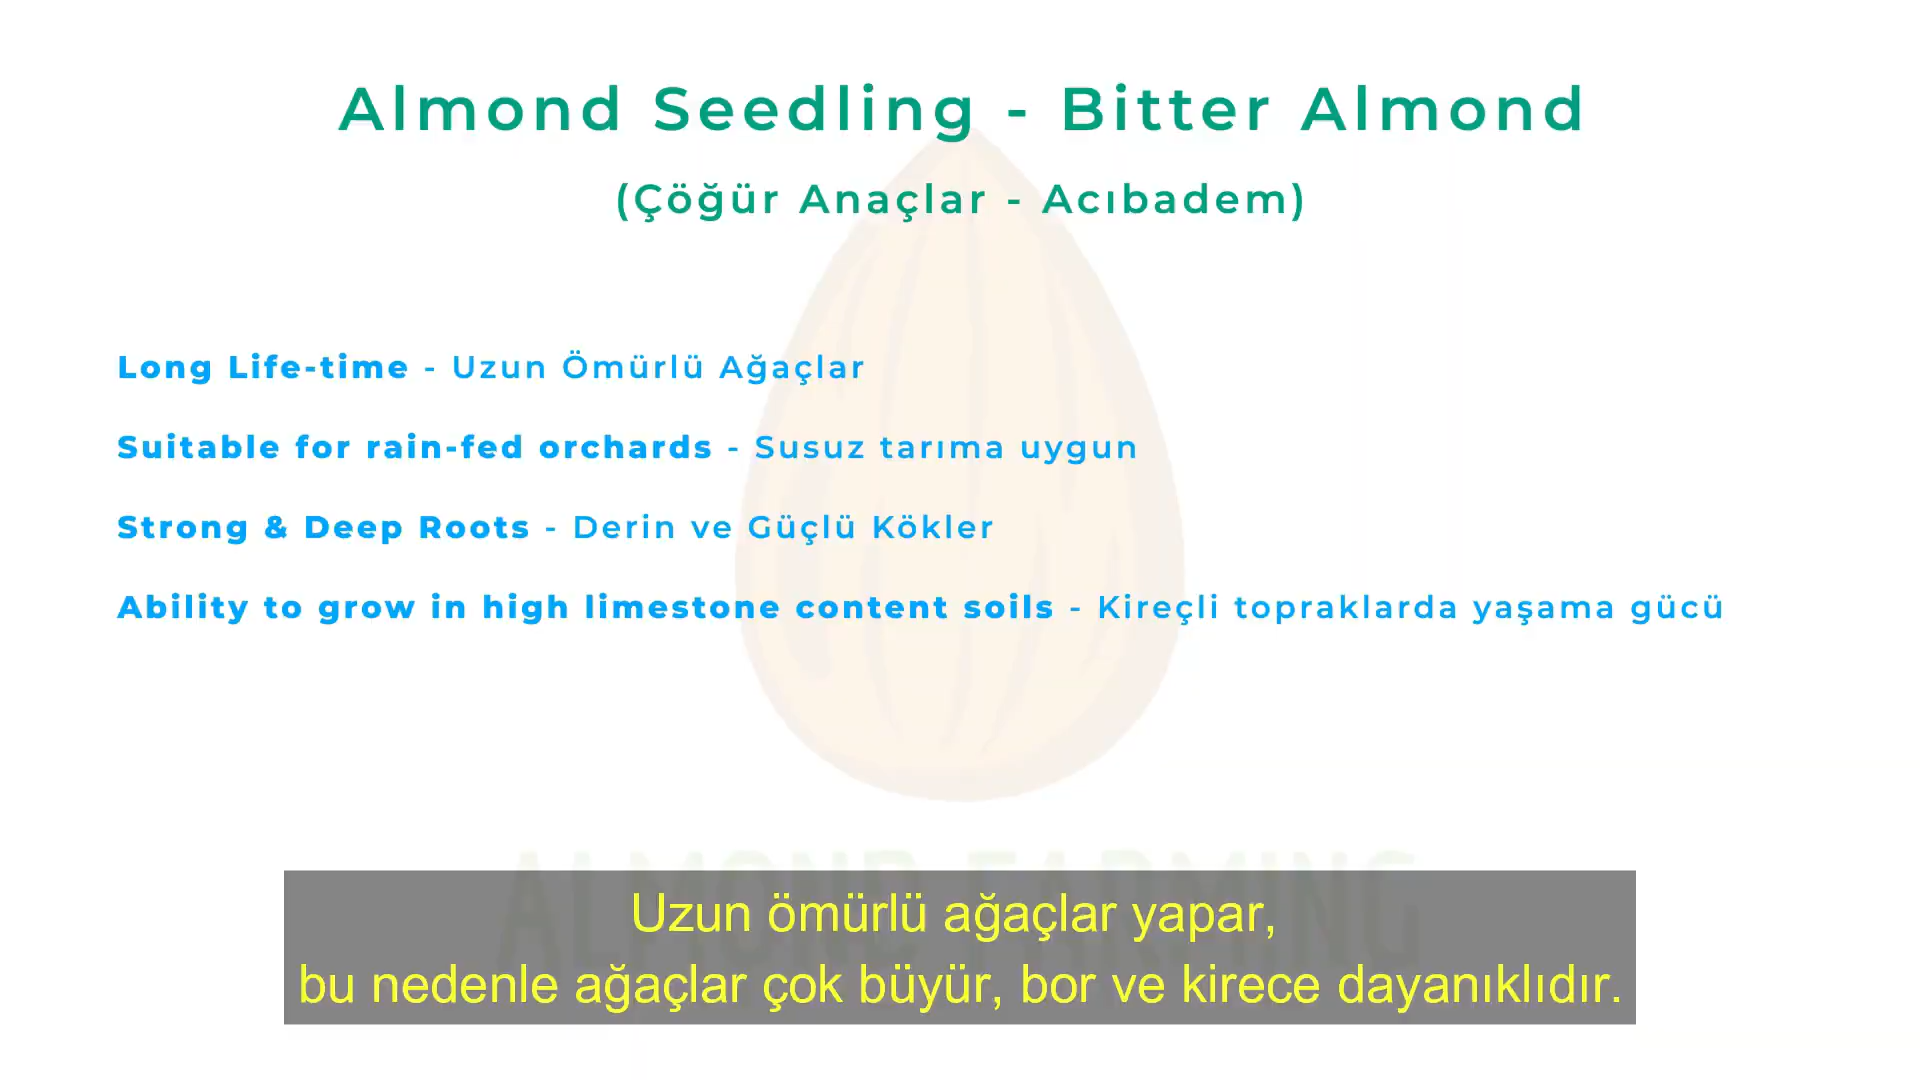 Almond Seedling - Bitter Almond
(Çöğür Anaçlar - Acıbadem)
Long Life-time - Uzun Ömürlü Ağaçlar
Suitable for rain-fed orchards - Susuz tarıma uygun
Strong & Deep Roots - Derin ve Güçlü Kökler
Ability to grow in high limestone content soils - Kireçli topraklarda yaşama gücü
ALMOND FARMING
Uzun ömürlü ağaçlar yapar,
bu nedenle ağaçlar çok büyür, bor ve kirece dayanıklıdır.